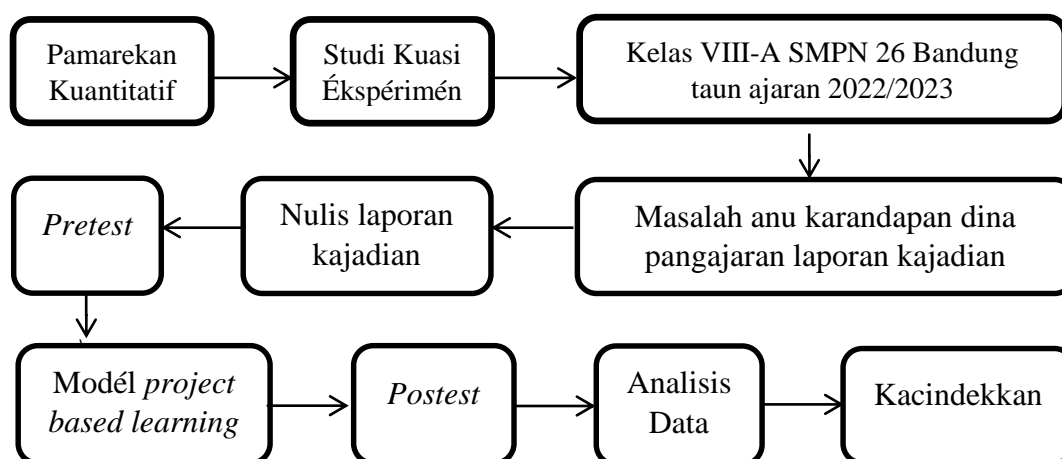 Pamarekan
Kuantitatif
Studi Kuasi
Ékspérimén
Kelas VIII-A SMPN 26 Bandung
taun ajaran 2022/2023
Masalah anu karandapan dina
pangajaran laporan kajadian
Nulis laporan
kajadian
Pretest
Modél project
based learning
Postest
Analisis
Data
Kacindekkan